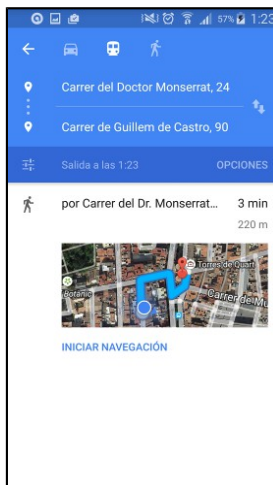 57% 1:23
Carrer del Doctor Monserrat, 24
Carrer de Guillem de Castro, 90
Salida a las 1:23 OPCIONES
por Carrer del Dr. Monserrat... 3 min
220 m
Torres de Quart
Botànic
Carrer de Mu
INICIAR NAVEGACIÓN